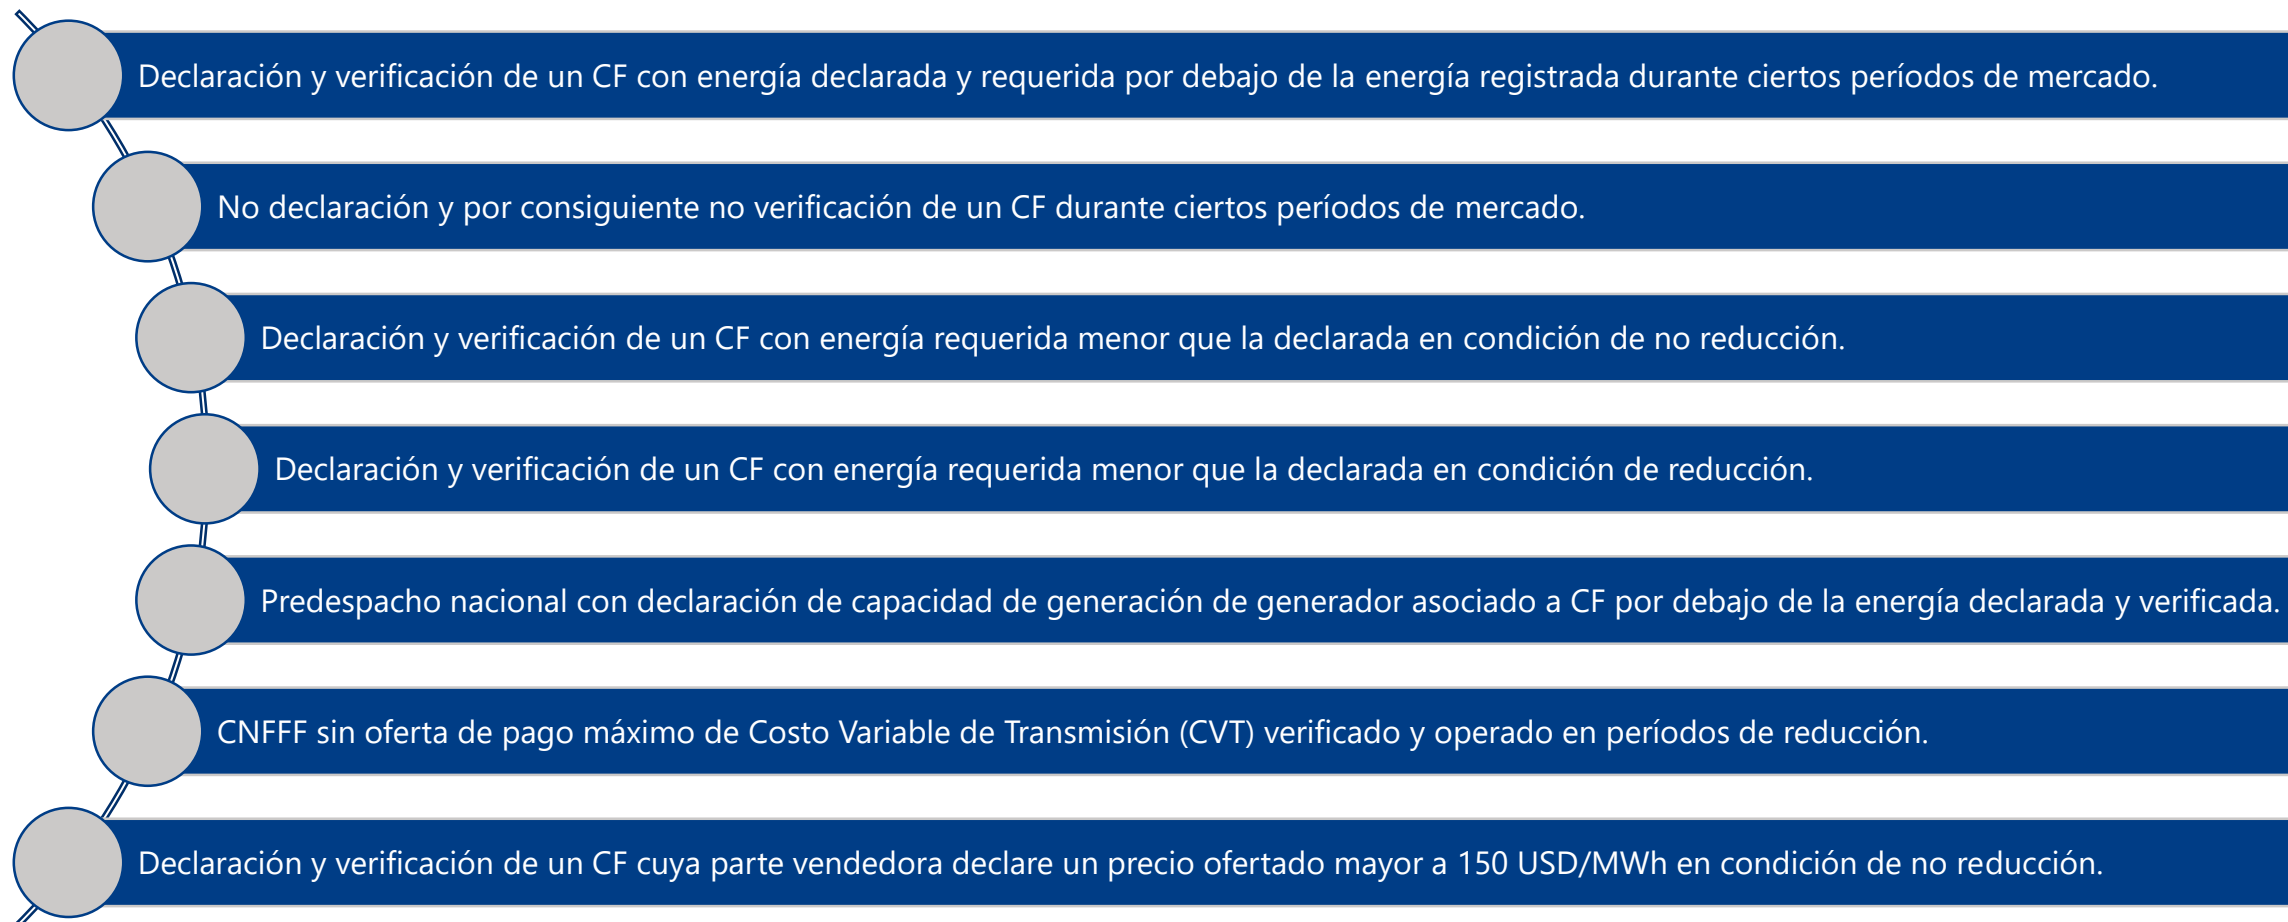 Declaración y verificación de un CF con energía declarada y requerida por debajo de la energía registrada durante ciertos períodos de mercado.
No declaración y por consiguiente no verificación de un CF durante ciertos períodos de mercado.
Declaración y verificación de un CF con energía requerida menor que la declarada en condición de no reducción.
Declaración y verificación de un CF con energía requerida menor que la declarada en condición de reducción.
Predespacho nacional con declaración de capacidad de generación de generador asociado a CF por debajo de la energía declarada y verificada.
CNFFF sin oferta de pago máximo de Costo Variable de Transmisión (CVT) verificado y operado en períodos de reducción.
Declaración y verificación de un CF cuya parte vendedora declare un precio ofertado mayor a 150 USD/MWh en condición de no reducción.